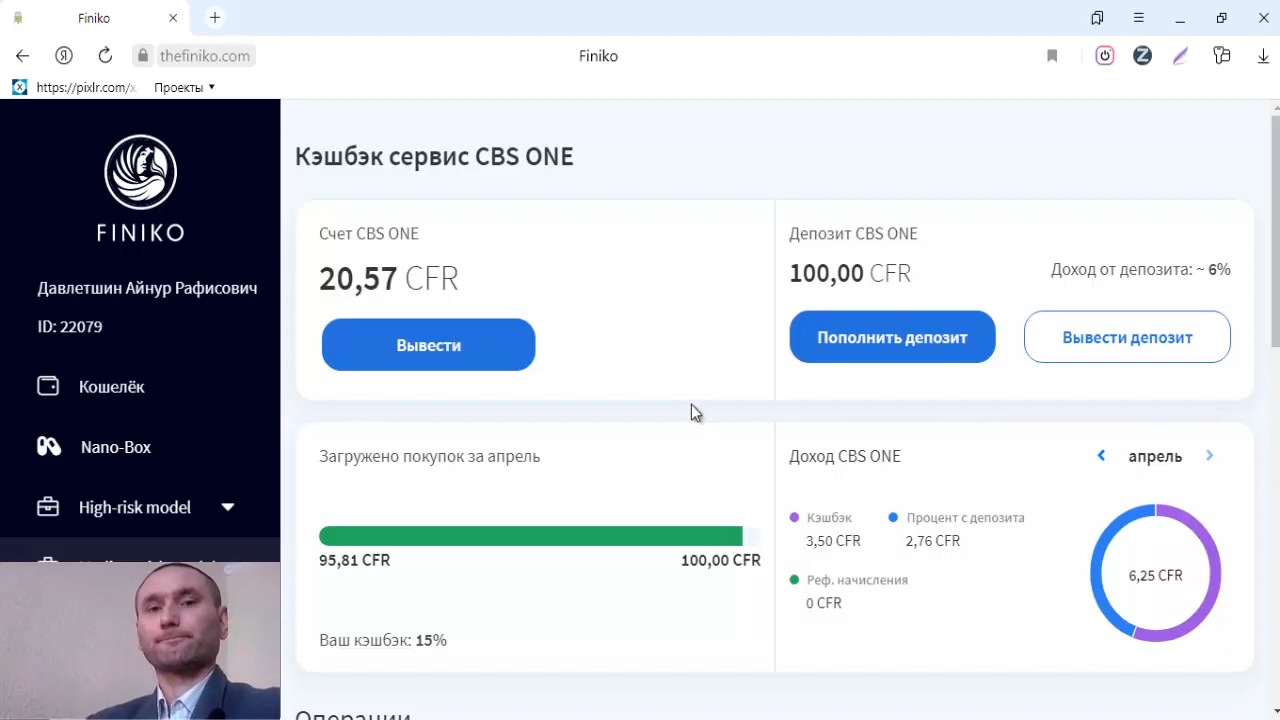 Finiko
thefiniko.com
Finiko
https://pixlr.com/x
Проекты
FINIKO
Давлетшин Айнур Рафисович
ID: 22079
Кошелёк
Nano-Box
High-risk model
Кэшбэк сервис CBS ONE
Счет CBS ONE
20,57 CFR
Вывести
Депозит CBS ONE
100,00 CFR
Доход от депозита: ~ 6%
Пополнить депозит
Вывести депозит
Загружено покупок за апрель
95,81 CFR
100,00 CFR
Ваш кэшбэк: 15%
Доход CBS ONE
апрель
Кэшбэк
3,50 CFR
Процент с депозита
2,76 CFR
Реф. начисления
0 CFR
6,25 CFR
Операции